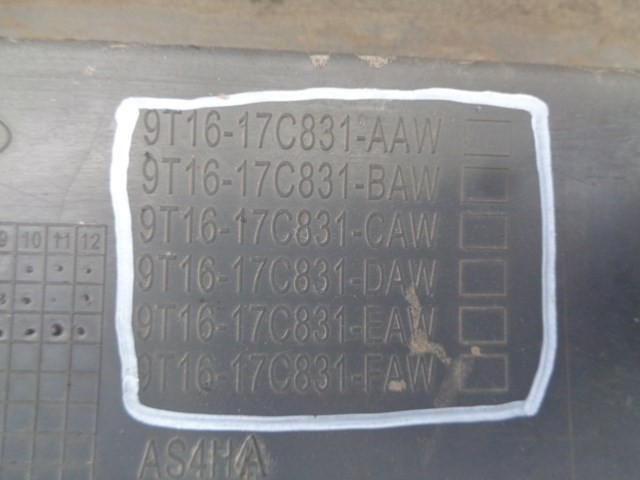 9T16-17C831-AAW
9T16-17C831-BAW
9T16-17C831-CAW
9T16-17C831-DAW
9T16-17C831-EAW
9T16-17C831-FAW
9 10 11 12
AS4HA